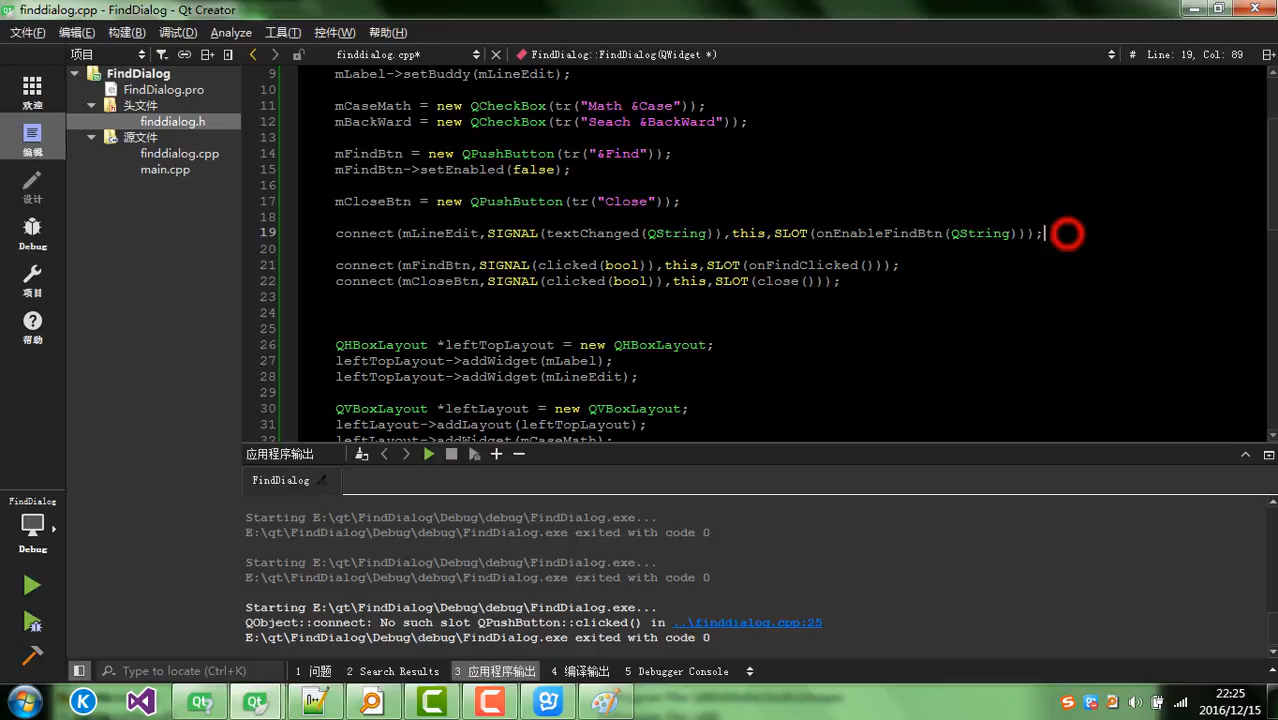 finddialog.cpp - FindDialog - Qt Creator
文件(F) 编辑(E) 构建(B) 调试(D) Analyze 工具(T) 控件(W) 帮助(H)
项目 finddialog.cpp* FindDialog::FindDialog(QWidget *) # Line: 19, Col: 89
FindDialog
FindDialog.pro
头文件
finddialog.h
源文件
finddialog.cpp
main.cpp
欢迎
编辑
设计
Debug
项目
帮助
FindDialog
Debug
9 mLabel->setBuddy(mLineEdit);
10
11 mCaseMath = new QCheckBox(tr("Math &Case"));
12 mBackWard = new QCheckBox(tr("Seach &BackWard"));
13
14 mFindBtn = new QPushButton(tr("&Find"));
15 mFindBtn->setEnabled(false);
16
17 mCloseBtn = new QPushButton(tr("Close"));
18
19 connect(mLineEdit,SIGNAL(textChanged(QString)),this,SLOT(onEnableFindBtn(QString)));
20
21 connect(mFindBtn,SIGNAL(clicked(bool)),this,SLOT(onFindClicked()));
22 connect(mCloseBtn,SIGNAL(clicked(bool)),this,SLOT(close()));
23
24
25
26 QHBoxLayout *leftTopLayout = new QHBoxLayout;
27 leftTopLayout->addWidget(mLabel);
28 leftTopLayout->addWidget(mLineEdit);
29
30 QVBoxLayout *leftLayout = new QVBoxLayout;
31 leftLayout->addLayout(leftTopLayout);
32 leftLayout->addWidget(mCaseMath);
应用程序输出
FindDialog
Starting E:\qt\FindDialog\Debug\debug\FindDialog.exe...
E:\qt\FindDialog\Debug\debug\FindDialog.exe exited with code 0
Starting E:\qt\FindDialog\Debug\debug\FindDialog.exe...
E:\qt\FindDialog\Debug\debug\FindDialog.exe exited with code 0
Starting E:\qt\FindDialog\Debug\debug\FindDialog.exe...
QObject::connect: No such slot QPushButton::clicked() in ..\finddialog.cpp:25
E:\qt\FindDialog\Debug\debug\FindDialog.exe exited with code 0
Type to locate (Ctrl+K) 1 问题 2 Search Results 3 应用程序输出 4 编译输出 5 Debugger Console
22:25
2016/12/15